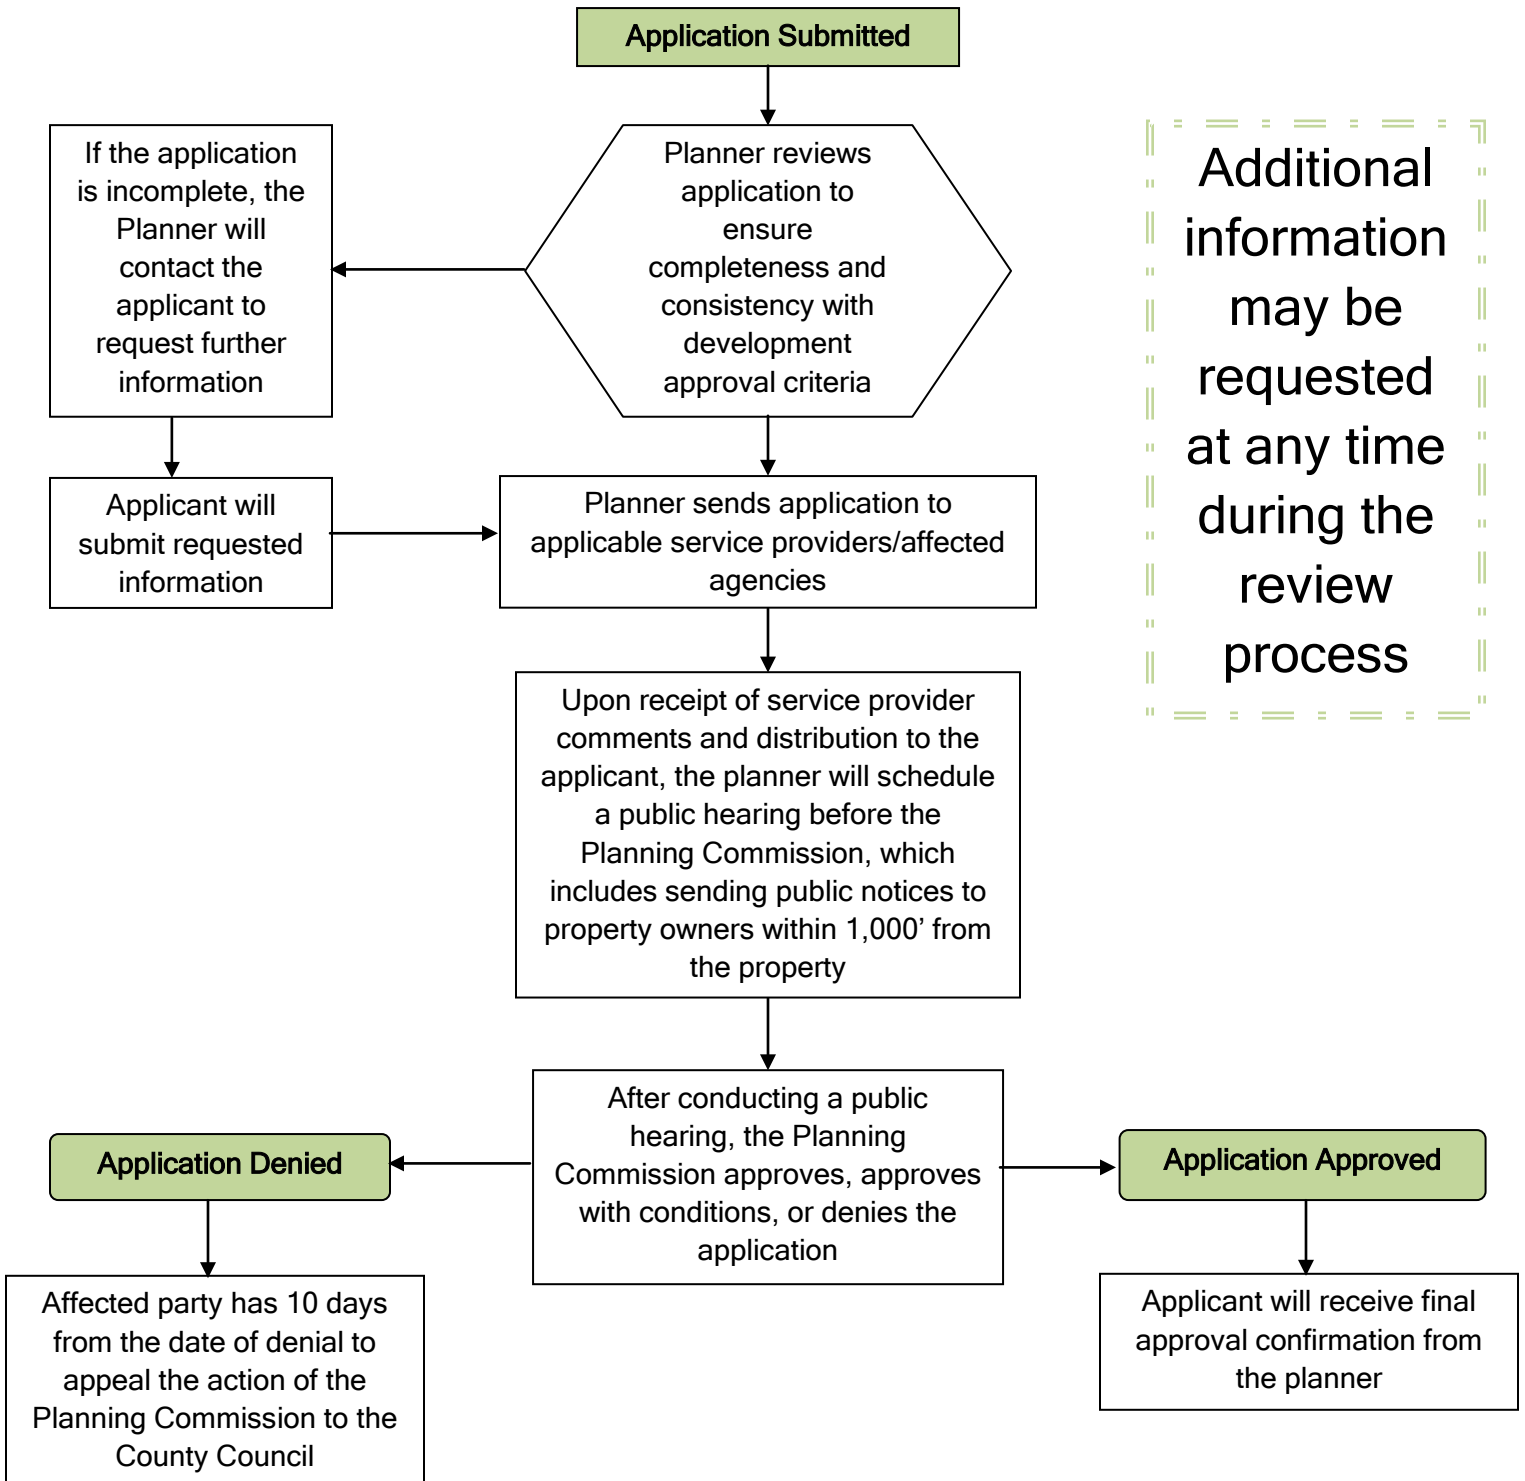 Application Submitted
If the application
is incomplete, the
Planner will
contact the
applicant to
request further
information
Planner reviews
application to
ensure
completeness and
consistency with
development
approval criteria
Additional
information
may be
requested
at any time
during the
review
process
Applicant will
submit requested
information
Planner sends application to
applicable service providers/affected
agencies
Upon receipt of service provider
comments and distribution to the
applicant, the planner will schedule
a public hearing before the
Planning Commission, which
includes sending public notices to
property owners within 1,000’ from
the property
After conducting a public
hearing, the Planning
Commission approves, approves
with conditions, or denies the
application
Application Denied
Application Approved
Affected party has 10 days
from the date of denial to
appeal the action of the
Planning Commission to the
County Council
Applicant will receive final
approval confirmation from
the planner